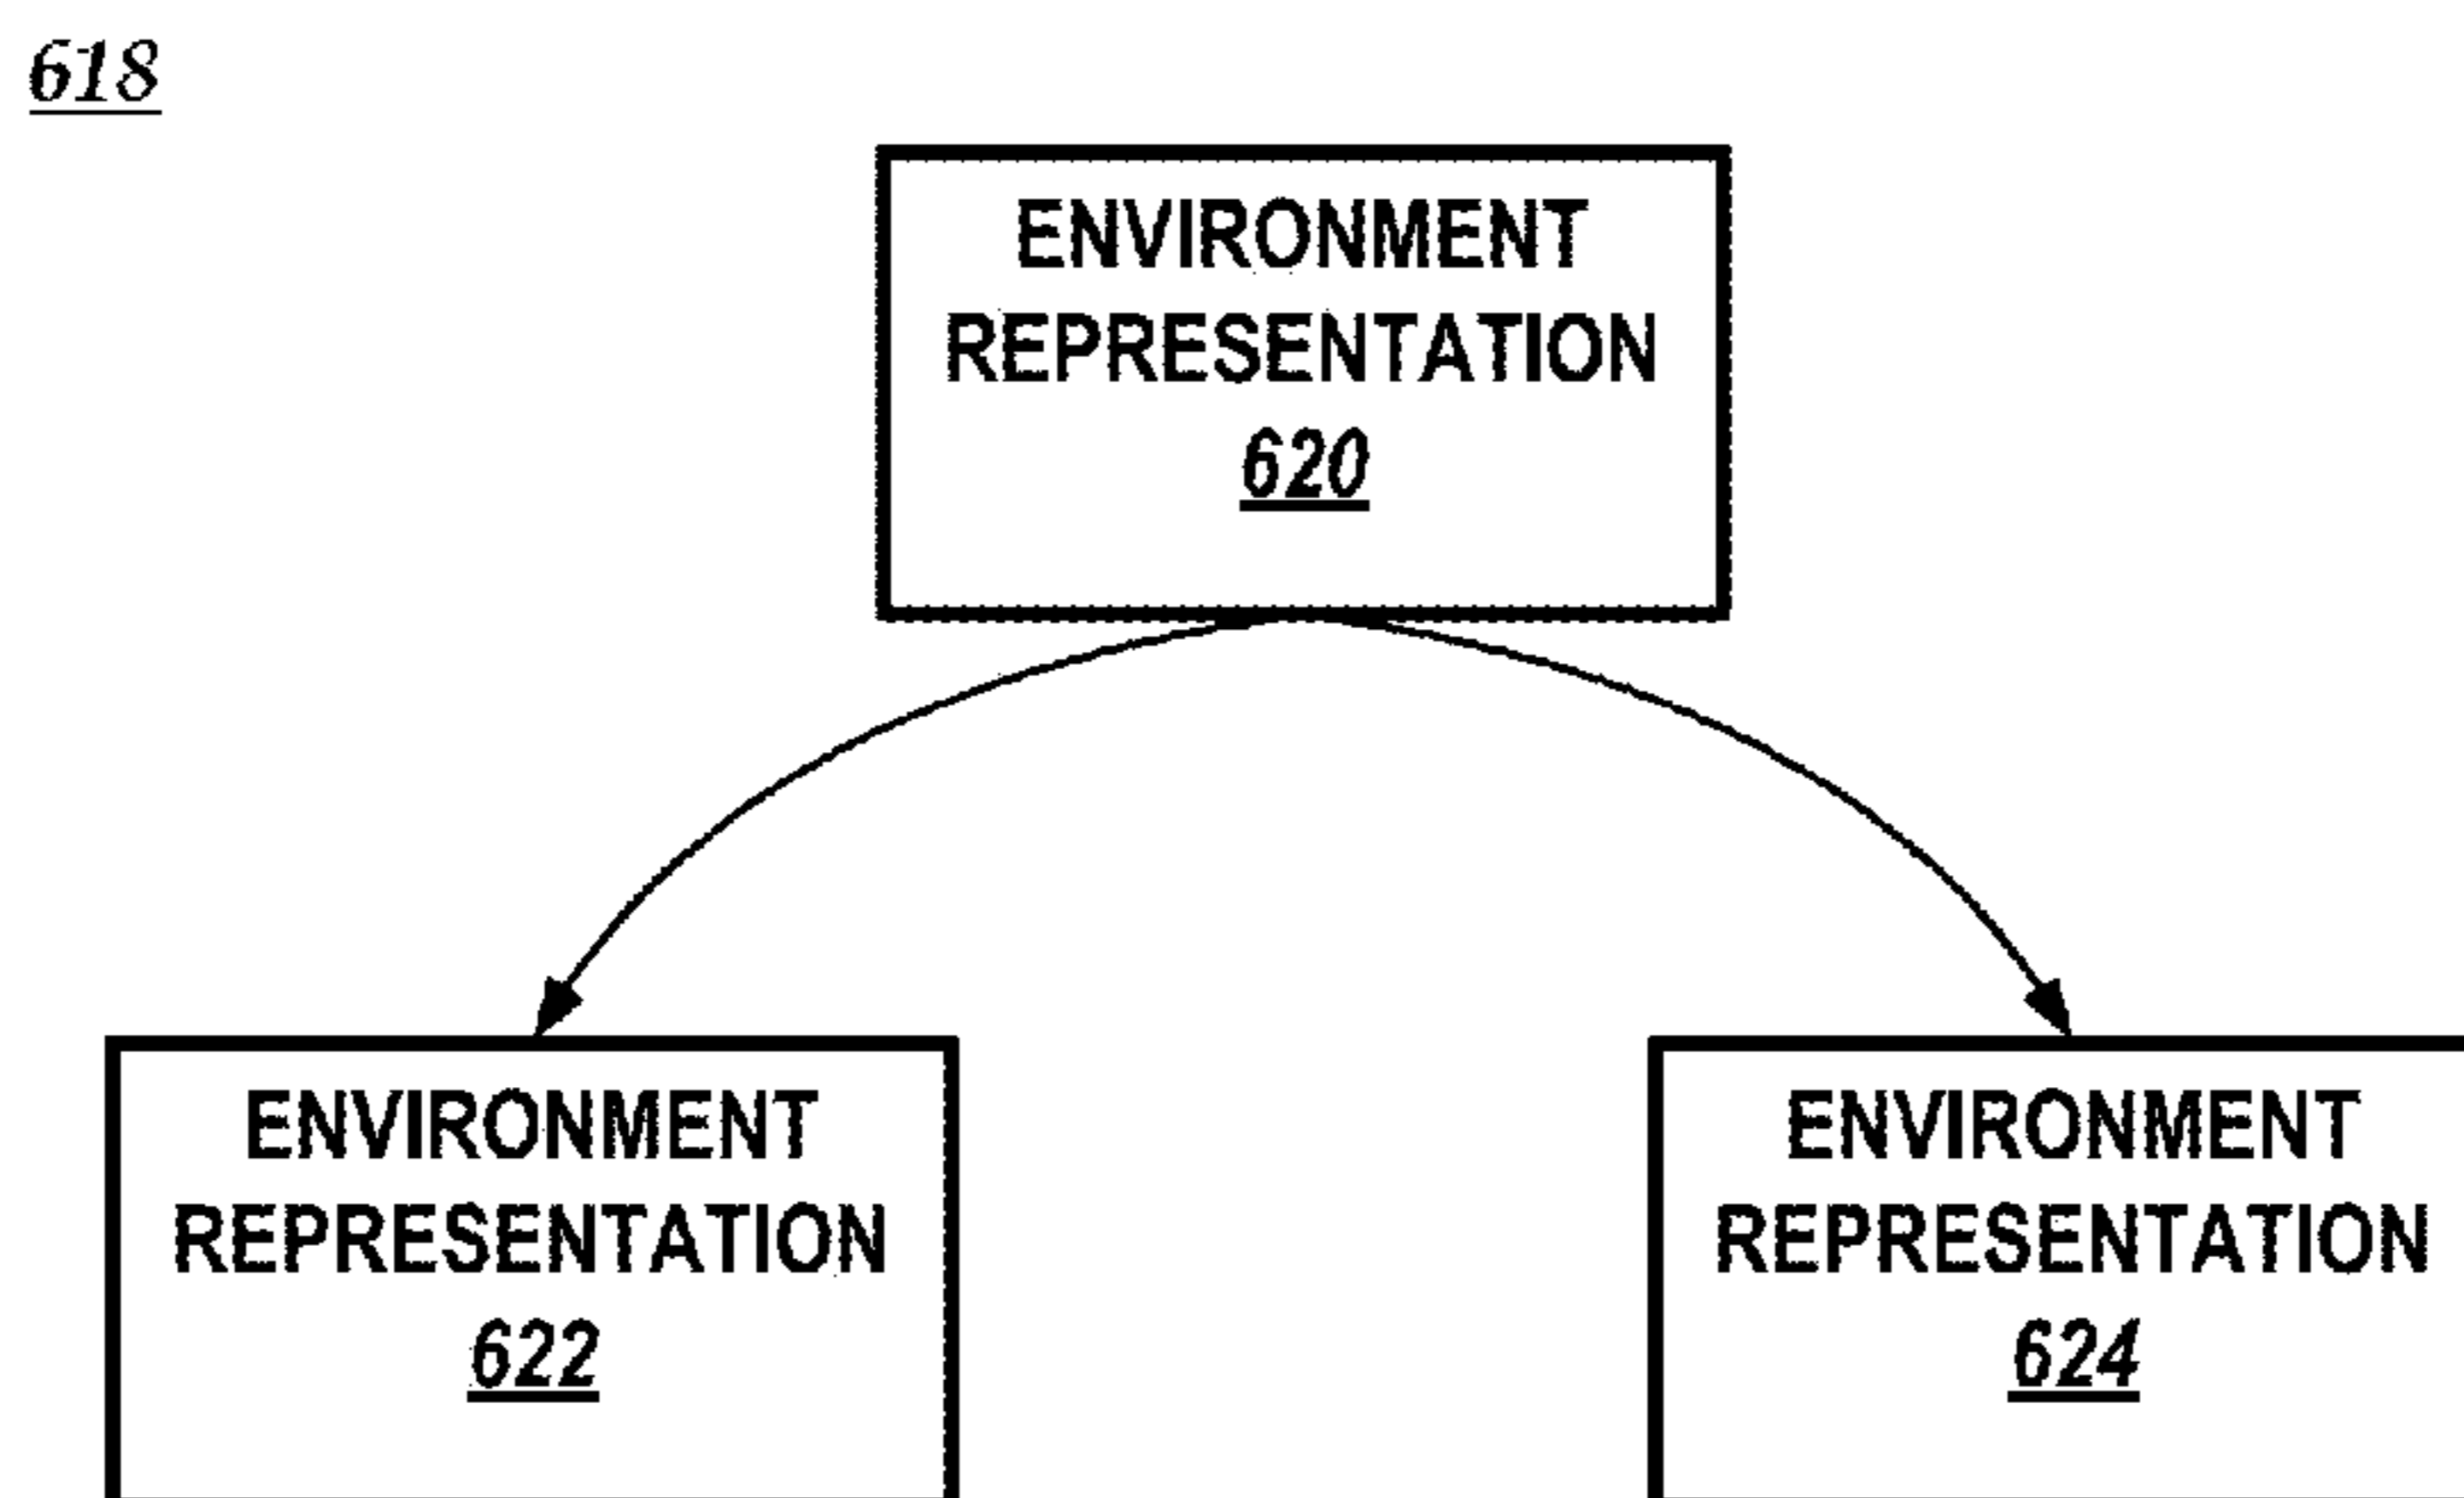 618
ENVIRONMENT
REPRESENTATION
620
ENVIRONMENT
REPRESENTATION
622
ENVIRONMENT
REPRESENTATION
624